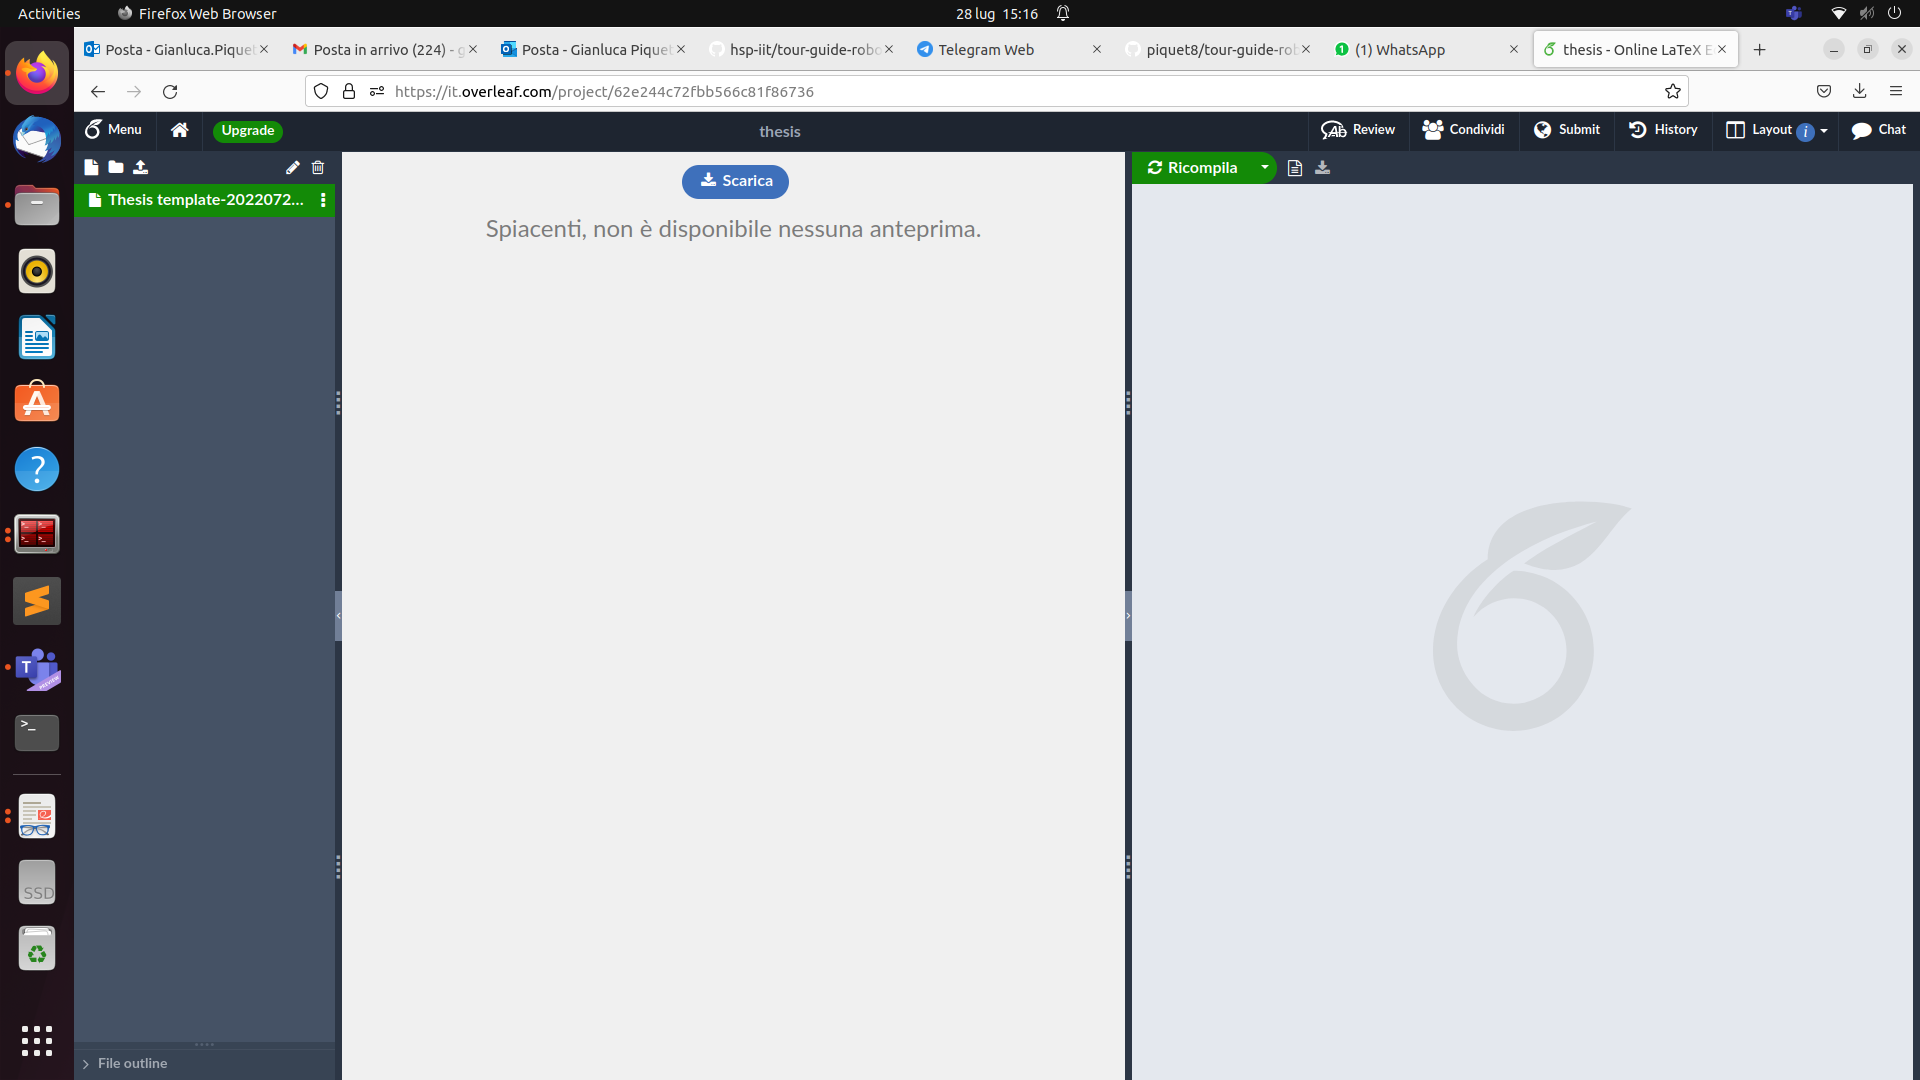 Activities
Firefox Web Browser
28 lug 15:16
Posta - Gianluca.Piquet
Posta in arrivo (224) - g
Posta - Gianluca Piquet
hsp-iit/tour-guide-robo
Telegram Web
piquet8/tour-guide-rob
(1) WhatsApp
thesis - Online LaTeX E
https://it.overleaf.com/project/62e244c72fbb566c81f86736
Menu
Upgrade
thesis
Review
Condividi
Submit
History
Layout
Chat
Thesis template-2022072...
Scarica
Ricompila
Spiacenti, non è disponibile nessuna anteprima.
SSD
File outline